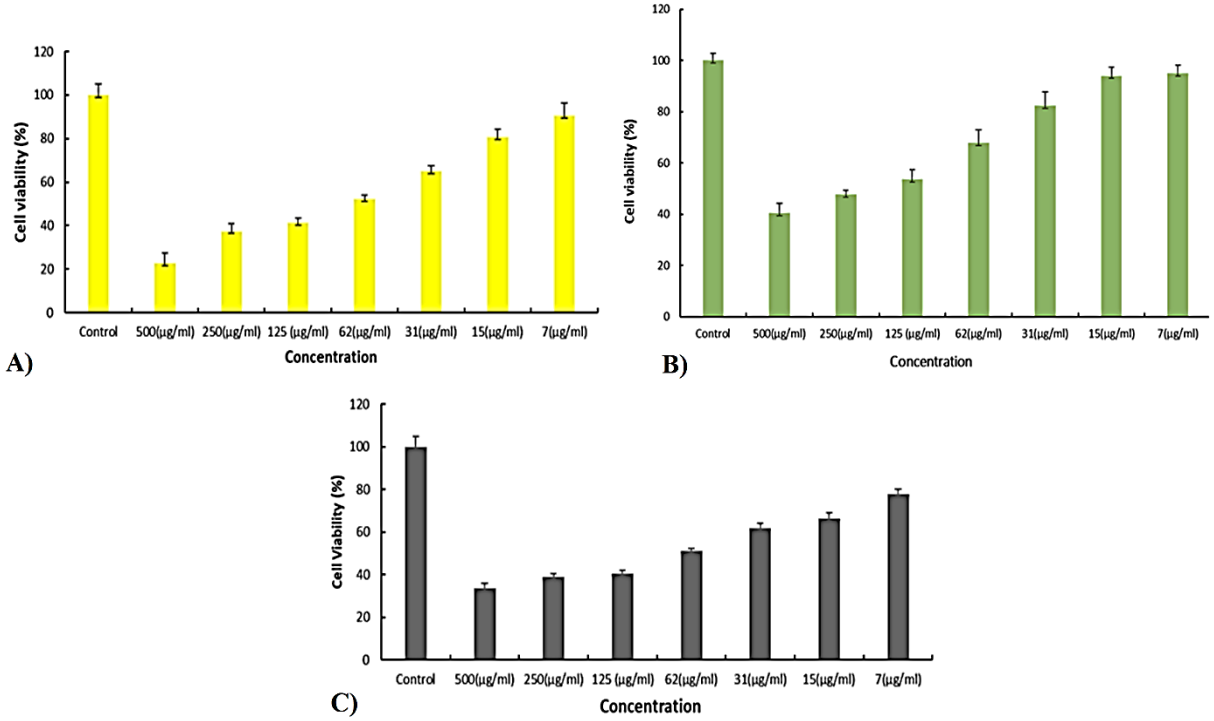 120
100
80
60
40
20
0
Cell viability (%)
Control 500(µg/ml) 250(µg/ml) 125 (µg/ml) 62(µg/ml) 31(µg/ml) 15(µg/ml) 7(µg/ml)
Concentration
A)
120
100
80
60
40
20
0
Cell viability (%)
Control 500(µg/ml) 250(µg/ml) 125(µg/ml) 62(µg/ml) 31(µg/ml) 15(µg/ml) 7(µg/ml)
Concentration
B)
120
100
80
60
40
20
0
Cell Viability (%)
Control 500(µg/ml) 250(µg/ml) 125 (µg/ml) 62(µg/ml) 31(µg/ml) 15(µg/ml) 7(µg/ml)
Concentration
C)